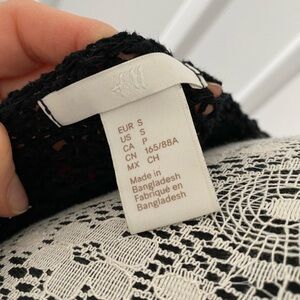 H&M
EUR S
US S
CA P
CN 165/88A
MX CH
Made in
Bangladesh
Fabriqué en
Bangladesh